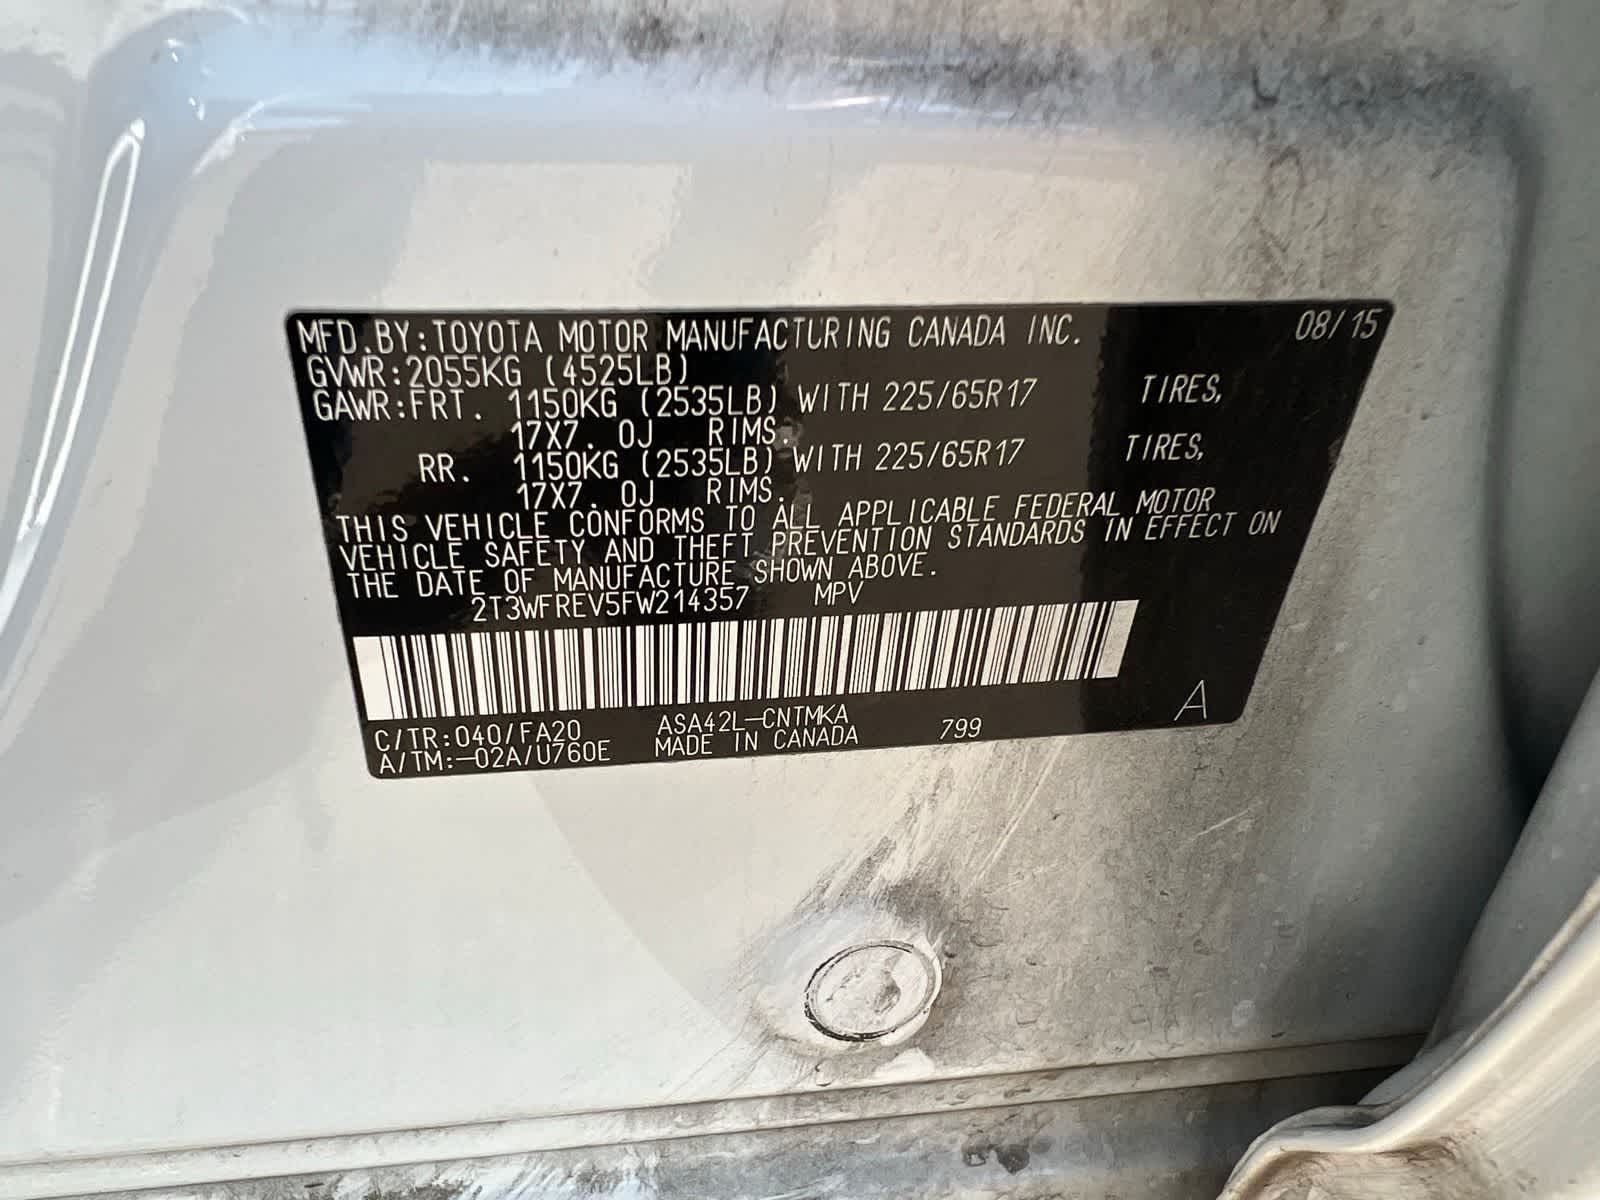 MFD.BY:TOYOTA MOTOR MANUFACTURING CANADA INC. 08/15
GVWR:2055KG (4525LB)
GAWR:FRT. 1150KG (2535LB) WITH 225/65R17 TIRES,
17X7.0J RIMS.
RR. 1150KG (2535LB) WITH 225/65R17 TIRES,
17X7.0J RIMS.
THIS VEHICLE CONFORMS TO ALL APPLICABLE FEDERAL MOTOR
VEHICLE SAFETY AND THEFT PREVENTION STANDARDS IN EFFECT ON
THE DATE OF MANUFACTURE SHOWN ABOVE.
2T3WFREV5FW214357 MPV
C/TR:040/FA20 ASA42L-CNTMKA 799 A
A/TM:-02A/U760E MADE IN CANADA